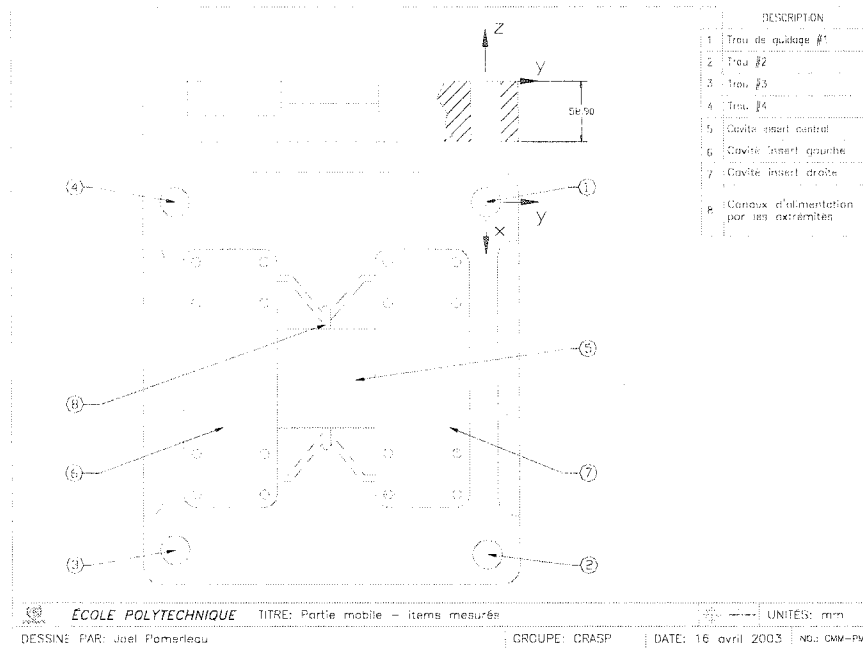 DESCRIPTION
1 Trou de guidage #1
2 Trou #2
3 Trou #3
4 Trou #4
5 Cavité insert central
6 Cavité insert gauche
7 Cavité insert droite
8 Canaux d'alimentation
par les extrémités
Z
y
58.90
4
1
y
x
5
8
6
7
3
2
ÉCOLE POLYTECHNIQUE TITRE: Partie mobile - items mesurés UNITÉS: mm
DESSINÉ PAR: Joel Pomerleau GROUPE: CRASP DATE: 16 avril 2003 NO.: CMM-PM